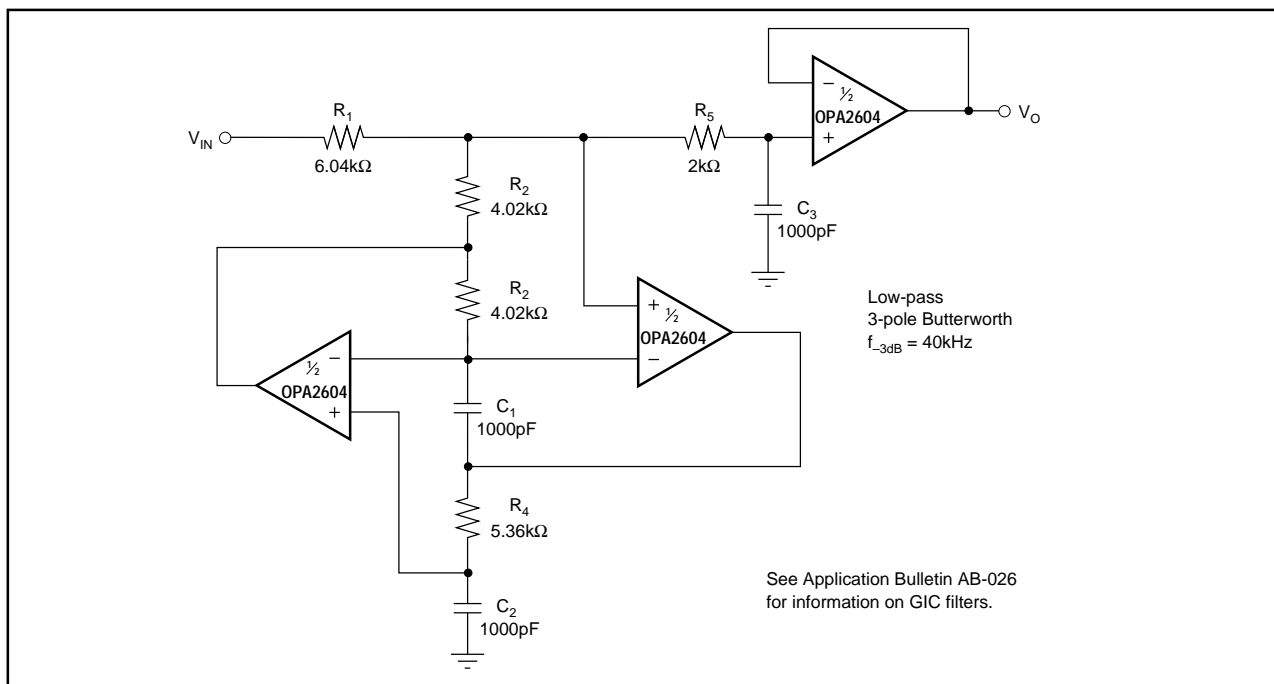 ½
OPA2604
−
+
V_O
R₁
6.04kΩ
V_IN
R₅
2kΩ
R₂
4.02kΩ
C₃
1000pF
R₂
4.02kΩ
+
½
OPA2604
−
Low-pass
3-pole Butterworth
f₋₃dB = 40kHz
−
½
OPA2604
+
C₁
1000pF
R₄
5.36kΩ
See Application Bulletin AB-026
for information on GIC filters.
C₂
1000pF